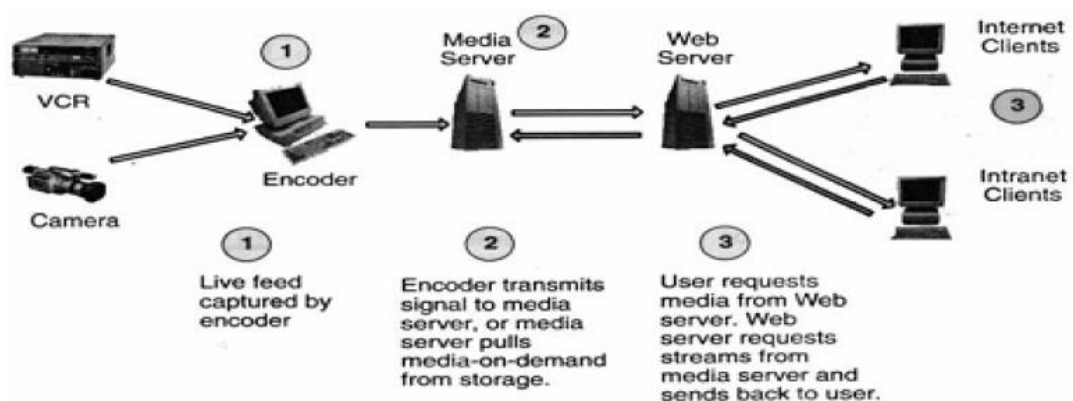 1
Media
Server
2
Web
Server
Internet
Clients
VCR
3
Encoder
Camera
Intranet
Clients
1
Live feed
captured by
encoder
2
Encoder transmits
signal to media
server, or media
server pulls
media-on-demand
from storage.
3
User requests
media from Web
server. Web
server requests
streams from
media server and
sends back to user.